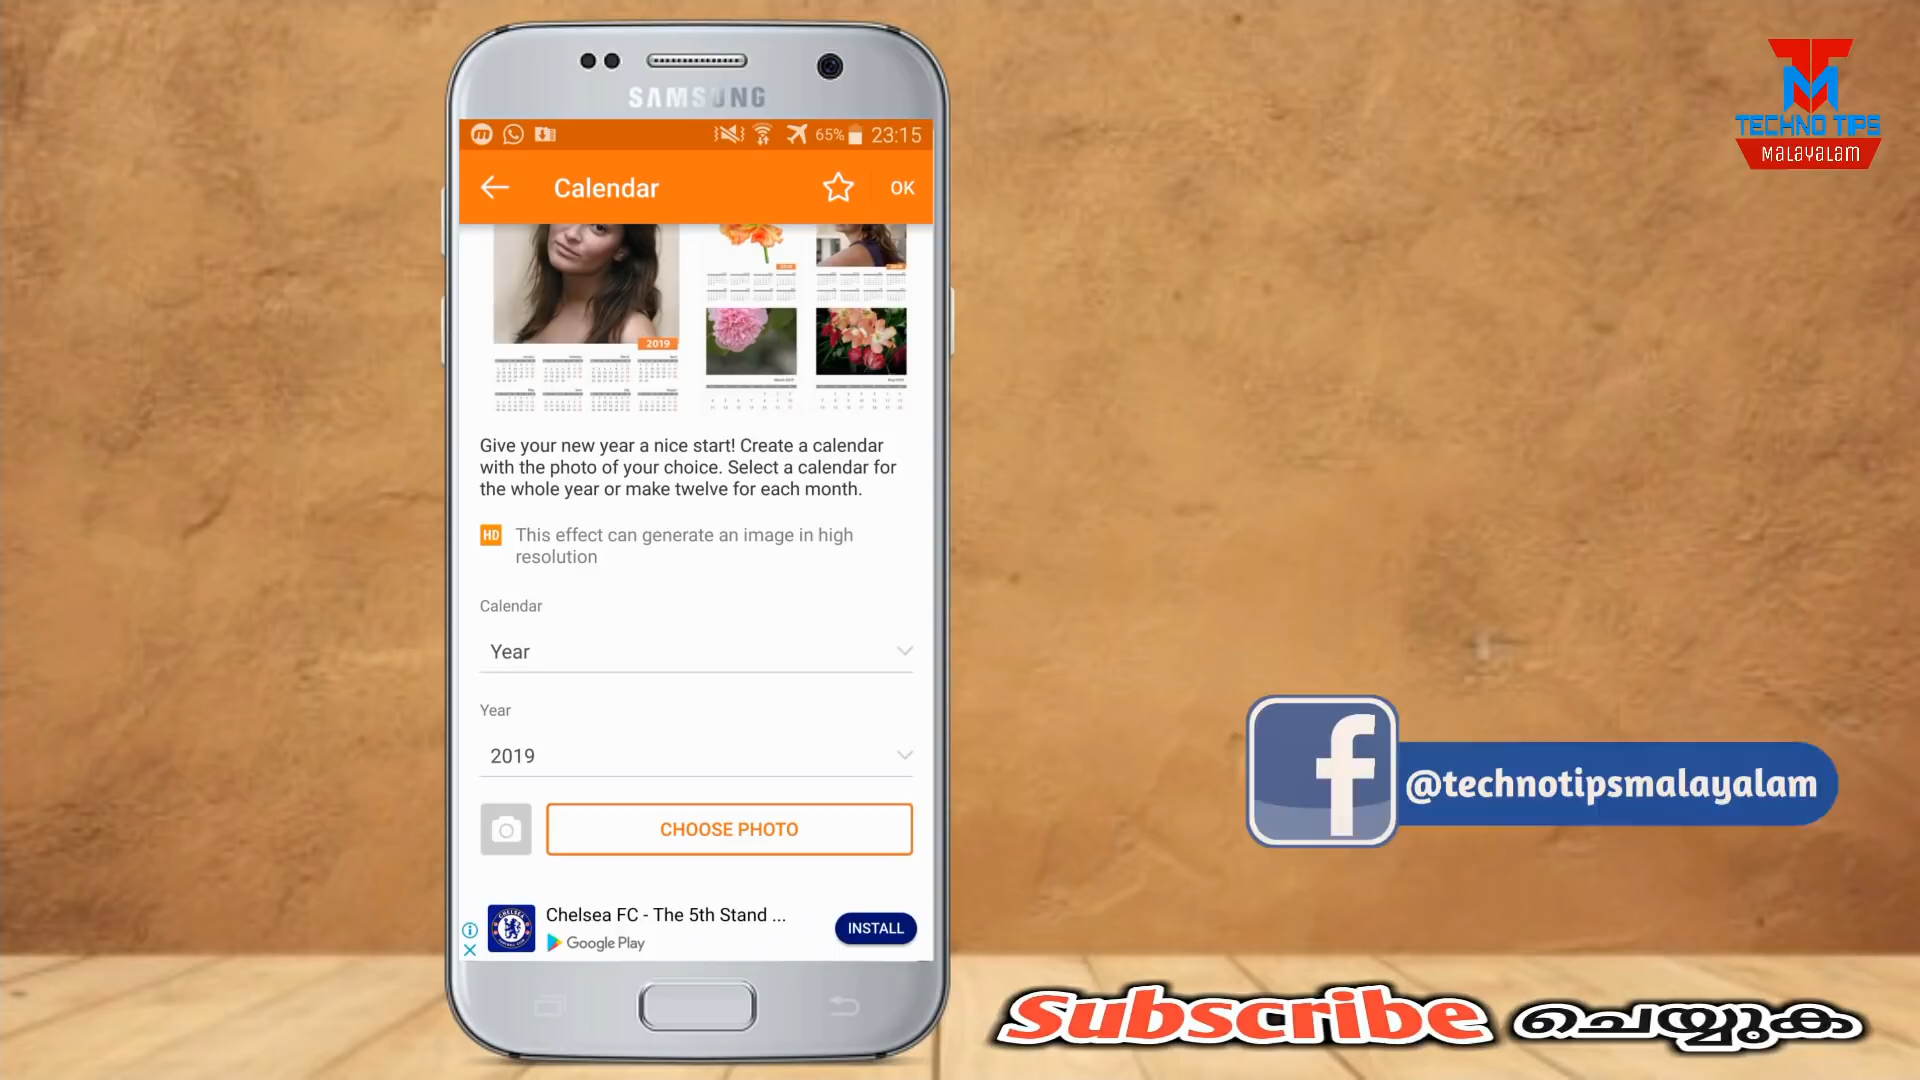 SAMSUNG
65% 23:15
Calendar
OK
2019
Give your new year a nice start! Create a calendar
with the photo of your choice. Select a calendar for
the whole year or make twelve for each month.
HD This effect can generate an image in high
resolution
Calendar
Year
Year
2019
CHOOSE PHOTO
Chelsea FC - The 5th Stand ...
Google Play
INSTALL
TM
TECHNO TIPS
MALAYALAM
f @technotipsmalayalam
Subscribe ചെയ്യുക